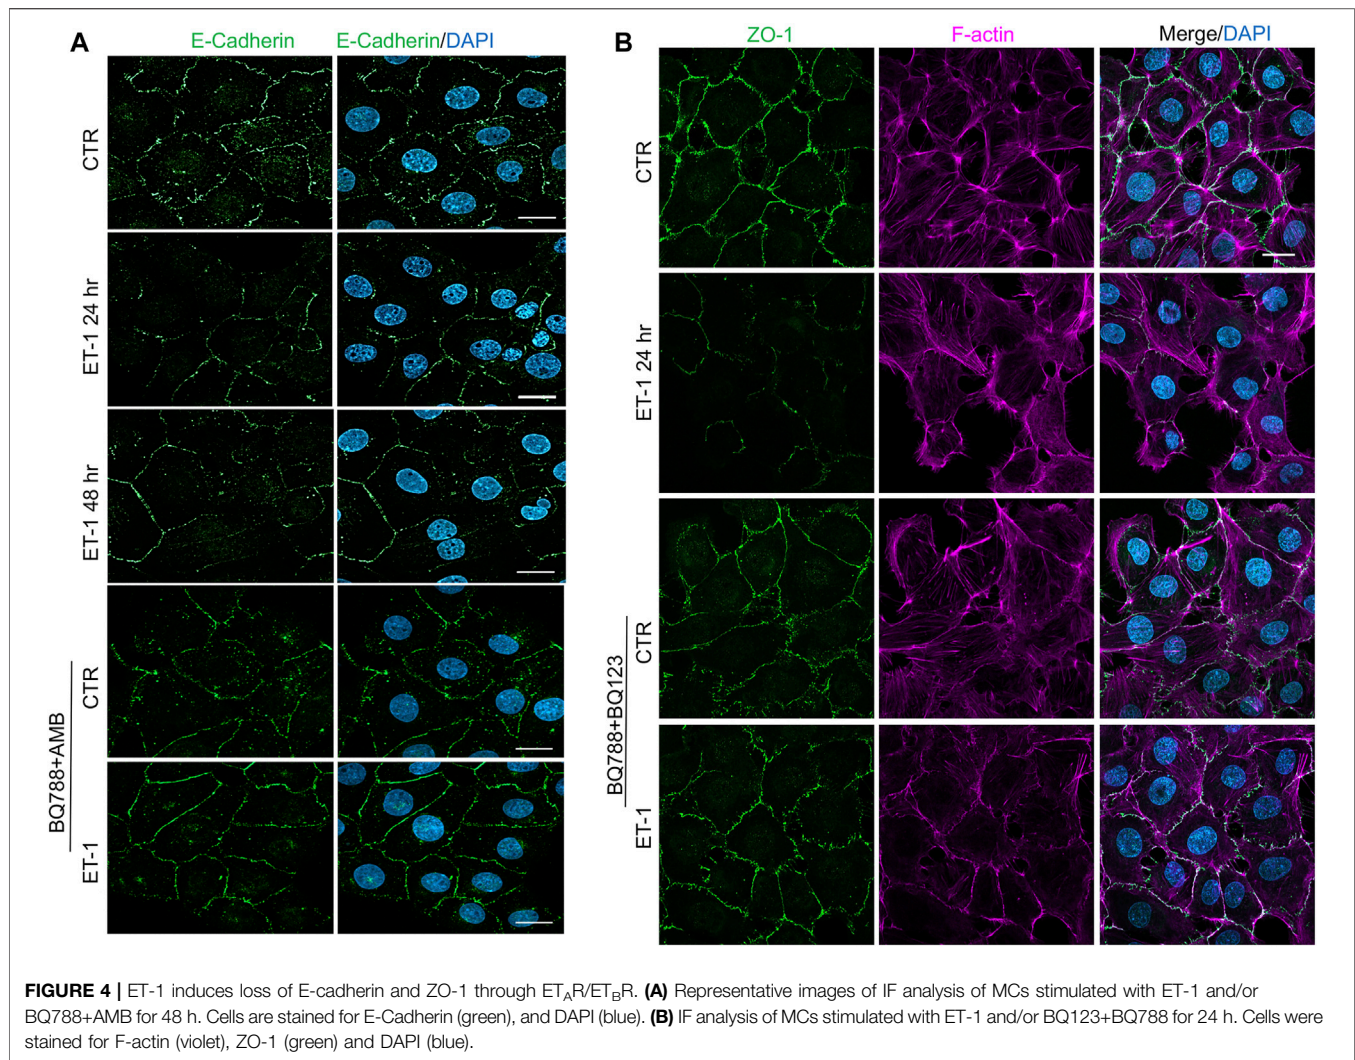 A
E-Cadherin
E-Cadherin/DAPI
CTR
ET-1 24 hr
ET-1 48 hr
BQ788+AMB
CTR
ET-1
B
ZO-1
F-actin
Merge/DAPI
CTR
ET-1 24 hr
BQ788+BQ123
CTR
ET-1
FIGURE 4 | ET-1 induces loss of E-cadherin and ZO-1 through ETAR/ETBR. (A) Representative images of IF analysis of MCs stimulated with ET-1 and/or
BQ788+AMB for 48 h. Cells are stained for E-Cadherin (green), and DAPI (blue). (B) IF analysis of MCs stimulated with ET-1 and/or BQ123+BQ788 for 24 h. Cells were
stained for F-actin (violet), ZO-1 (green) and DAPI (blue).